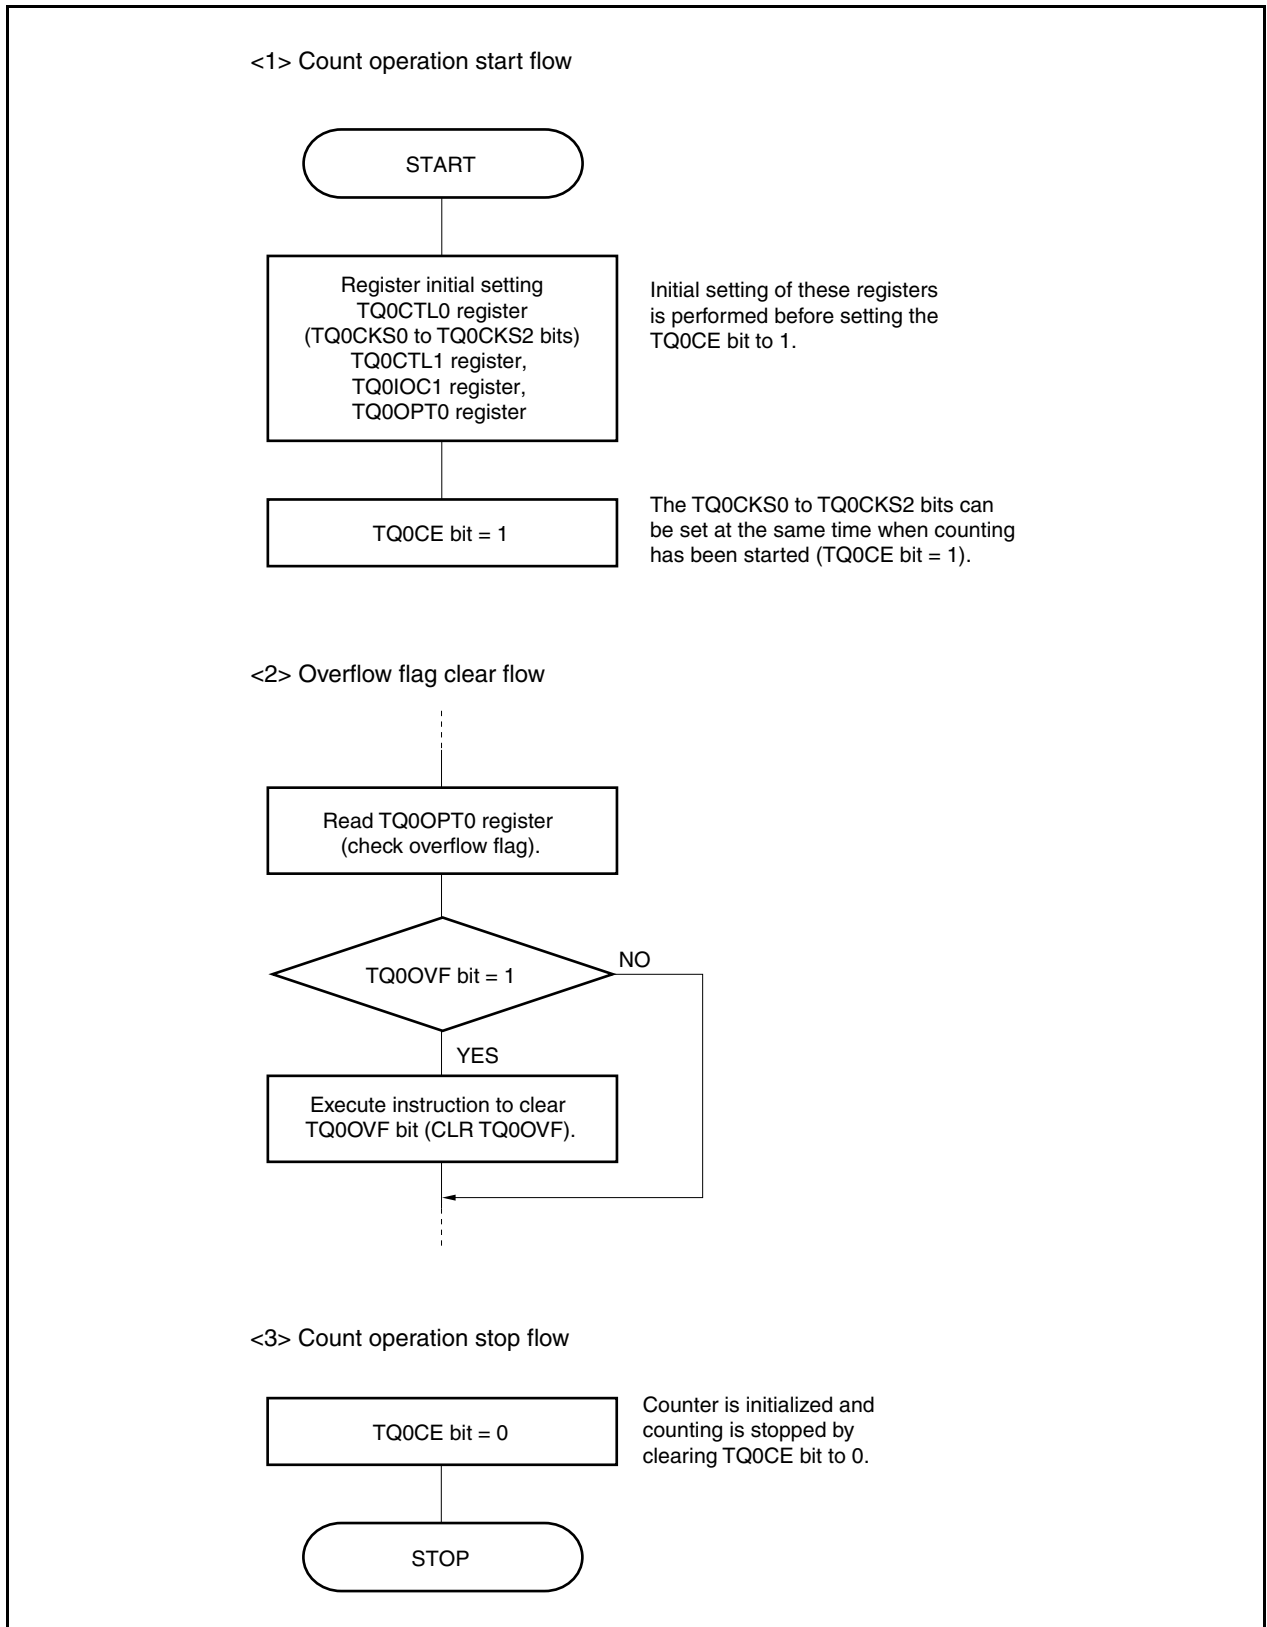 <1> Count operation start flow
START
Register initial setting
TQ0CTL0 register
(TQ0CKS0 to TQ0CKS2 bits)
TQ0CTL1 register,
TQ0IOC1 register,
TQ0OPT0 register
Initial setting of these registers
is performed before setting the
TQ0CE bit to 1.
TQ0CE bit = 1
The TQ0CKS0 to TQ0CKS2 bits can
be set at the same time when counting
has been started (TQ0CE bit = 1).
<2> Overflow flag clear flow
Read TQ0OPT0 register
(check overflow flag).
TQ0OVF bit = 1
NO
YES
Execute instruction to clear
TQ0OVF bit (CLR TQ0OVF).
<3> Count operation stop flow
TQ0CE bit = 0
Counter is initialized and
counting is stopped by
clearing TQ0CE bit to 0.
STOP